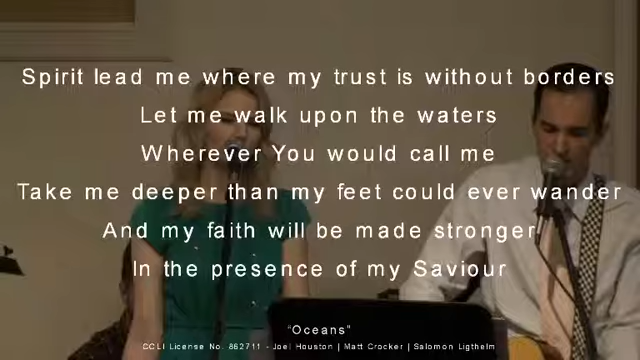 Spirit lead me where my trust is without borders
Let me walk upon the waters
Wherever You would call me
Take me deeper than my feet could ever wander
And my faith will be made stronger
In the presence of my Saviour
"Oceans"
CCLI License No. 862711 - Joel Houston | Matt Crocker | Salomon Ligthelm